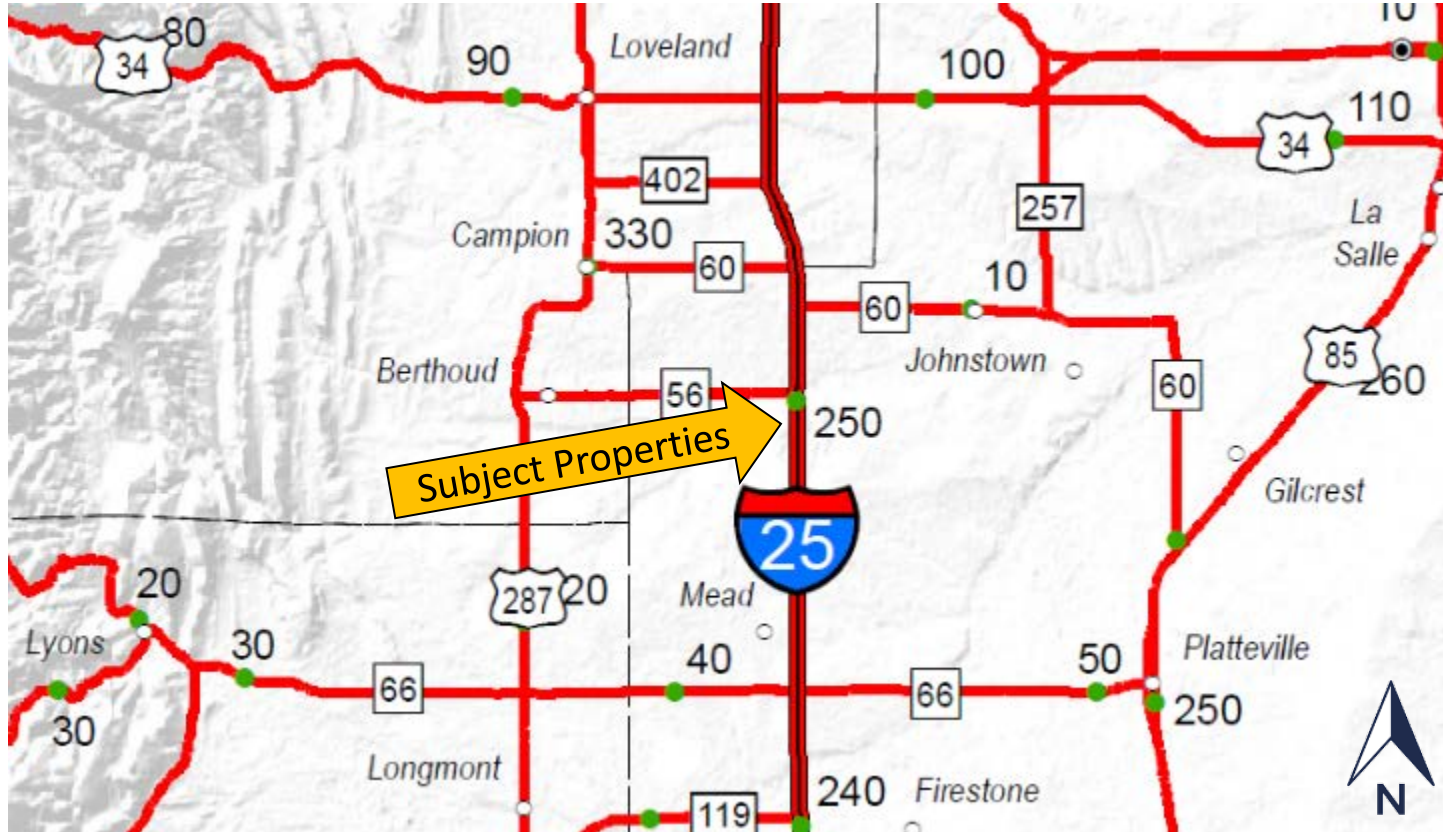 80
10
34
Loveland
90
100
110
34
402
257
Campion
330
La
Salle
60
10
60
Johnstown
85
260
Berthoud
56
60
250
Subject Properties
Gilcrest
25
20
287
20
Mead
Lyons
30
40
50
Platteville
66
66
30
250
Longmont
240
Firestone
119
N